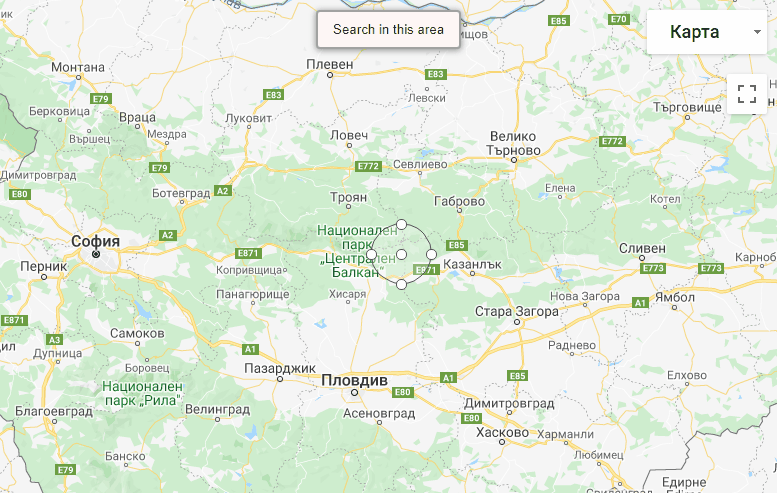 Search in this area
Карта
E85
E70
Плевен
E83
Монтана
E79
E83
Левски
Берковица
Враца
Луковит
Търговище
Вършец
Мездра
Ловеч
Велико
Търново
E772
E79
E772
Севлиево
Димитровград
E80
Ботевград
A2
Троян
Габрово
Елена
Котел
София
A2
E871
Национален
парк
„Централен
Балкан“
E85
Сливен
Перник
Копривщица
E871
Казанлък
E773
E773
Карнобат
Панагюрище
Хисаря
Нова Загора
A1
Ямбол
E871
Стара Загора
A3
Самоков
Дупница
A1
Раднево
Боровец
Пазарджик
Пловдив
A1
E85
Елхово
Национален
парк „Рила“
E80
Благоевград
Велинград
Асеновград
Димитровград
E80
Хасково
Харманли
Банско
Любимец
E79
Едирне